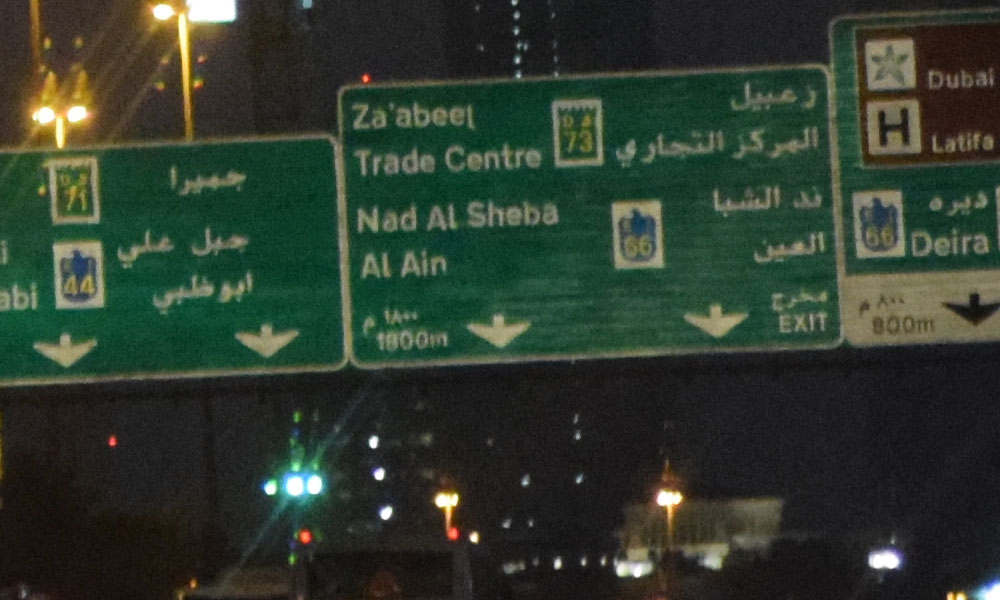 D 71
جميرا
جبل علي
44
abi
ابوظبي
Za'abeel
D 73
زعبيل
Trade Centre
المركز التجاري
Nad Al Sheba
66
ند الشبا
Al Ain
العين
١٨٠٠ م
1800m
مخرج
EXIT
Dubai
H
Latifa
66
ديره
Deira
٨٠٠ م
800m